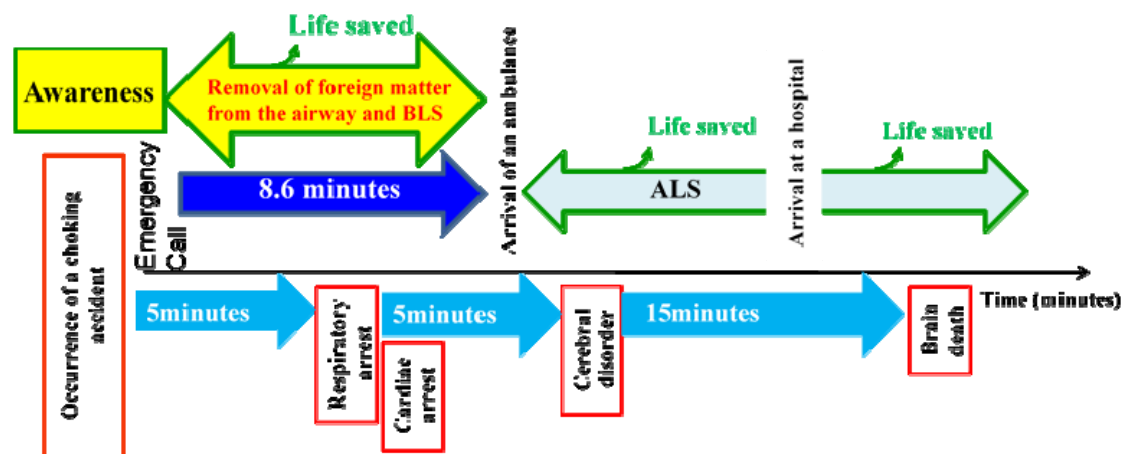 Life saved
Awareness
Removal of foreign matter
from the airway and BLS
8.6 minutes
Emergency
Call
Arrival of an ambulance
Life saved
ALS
Arrival at a hospital
Life saved
Occurrence of a choking
accident
5minutes
Respiratory
arrest
5minutes
Cardiac
arrest
Cerebral
disorder
15minutes
Brain
death
Time (minutes)